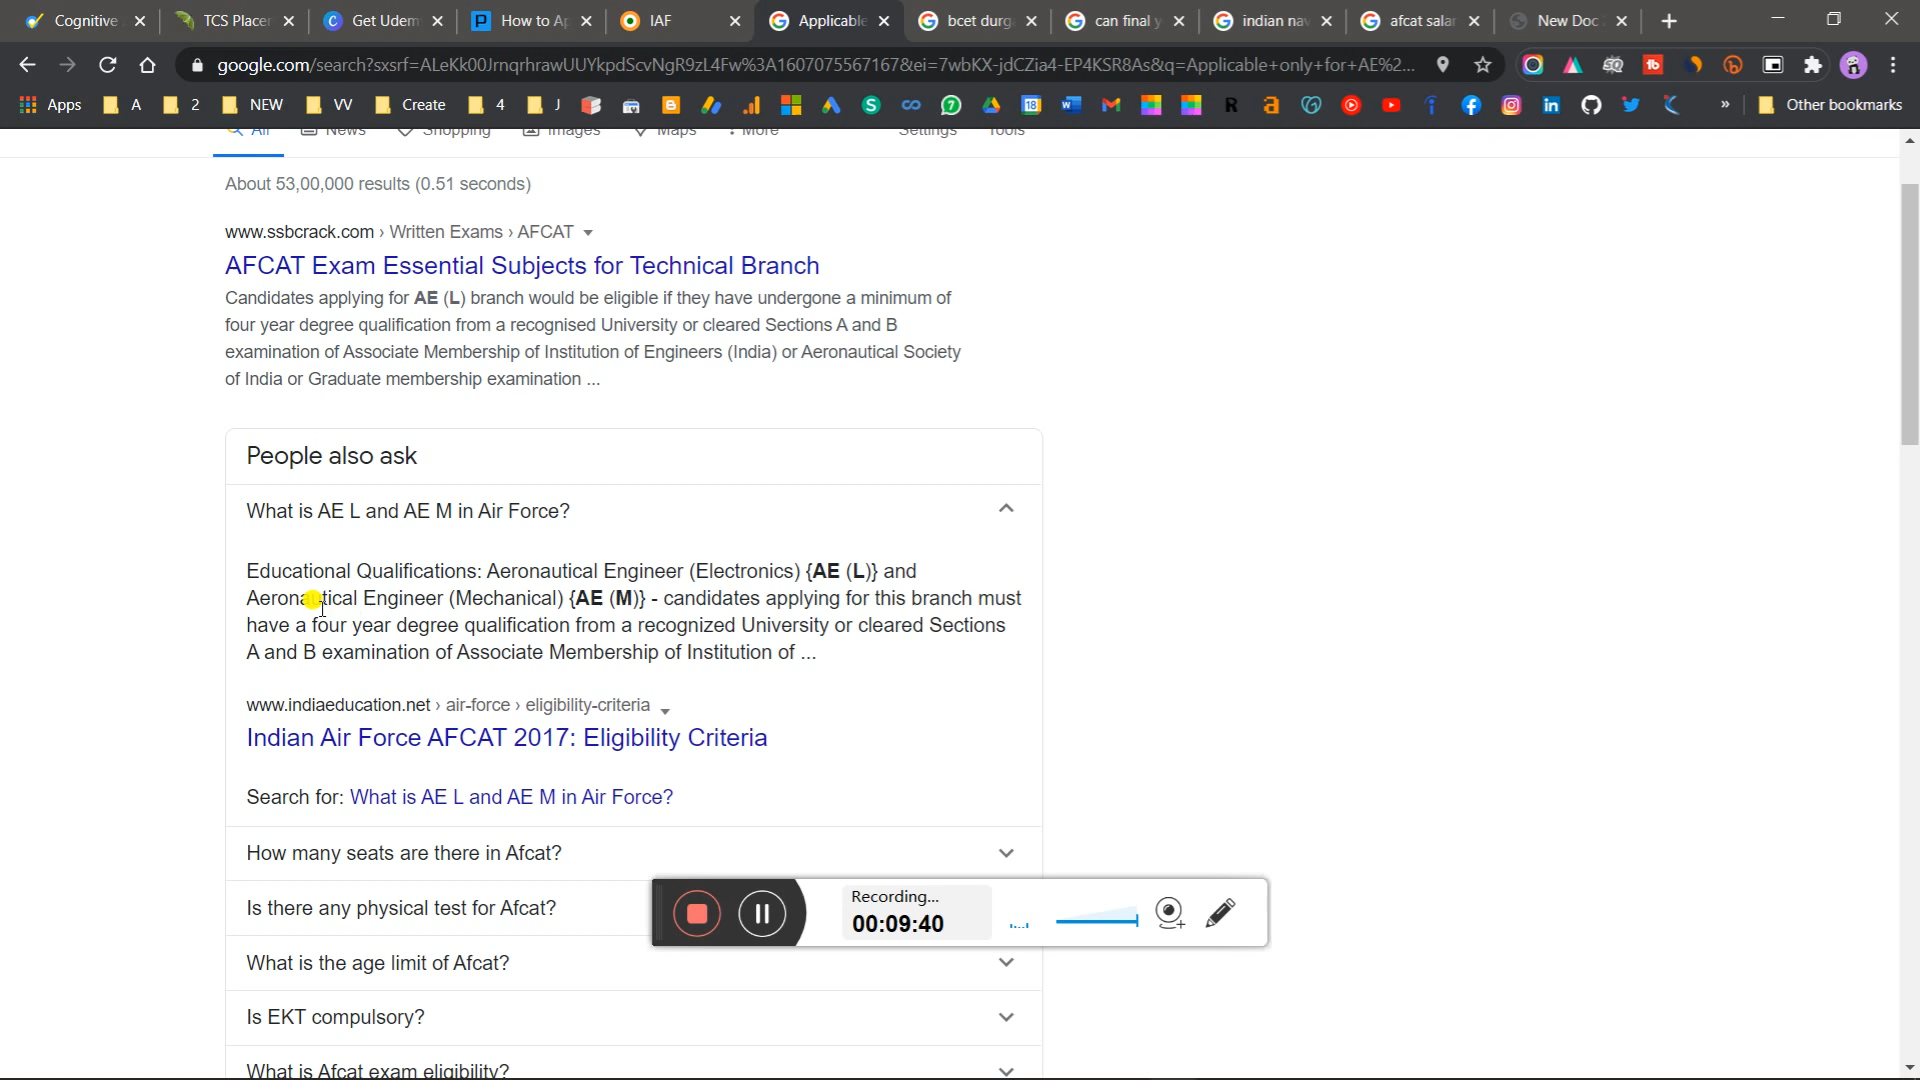 Cognitive
TCS Placer
Get Udem
How to Ap
IAF
Applicable
bcet durg
can final y
indian nav
afcat salar
New Doc
google.com/search?sxsrf=ALeKk00JrnqrhrawUUYkpdScvNgR9zL4Fw%3A1607075567167&ei=7wbKX-jdCZia4-EP4KSR8As&q=Applicable+only+for+AE%2...
Apps
A
2
NEW
VV
Create
4
J
»
Other bookmarks
All
News
Shopping
Images
Maps
More
Settings
Tools
About 53,00,000 results (0.51 seconds)
www.ssbcrack.com › Written Exams › AFCAT
AFCAT Exam Essential Subjects for Technical Branch
Candidates applying for AE (L) branch would be eligible if they have undergone a minimum of
four year degree qualification from a recognised University or cleared Sections A and B
examination of Associate Membership of Institution of Engineers (India) or Aeronautical Society
of India or Graduate membership examination ...
People also ask
What is AE L and AE M in Air Force?
Educational Qualifications: Aeronautical Engineer (Electronics) {AE (L)} and
Aeronautical Engineer (Mechanical) {AE (M)} - candidates applying for this branch must
have a four year degree qualification from a recognized University or cleared Sections
A and B examination of Associate Membership of Institution of ...
www.indiaeducation.net › air-force › eligibility-criteria
Indian Air Force AFCAT 2017: Eligibility Criteria
Search for: What is AE L and AE M in Air Force?
How many seats are there in Afcat?
Is there any physical test for Afcat?
Recording...
00:09:40
What is the age limit of Afcat?
Is EKT compulsory?
What is Afcat exam eligibility?